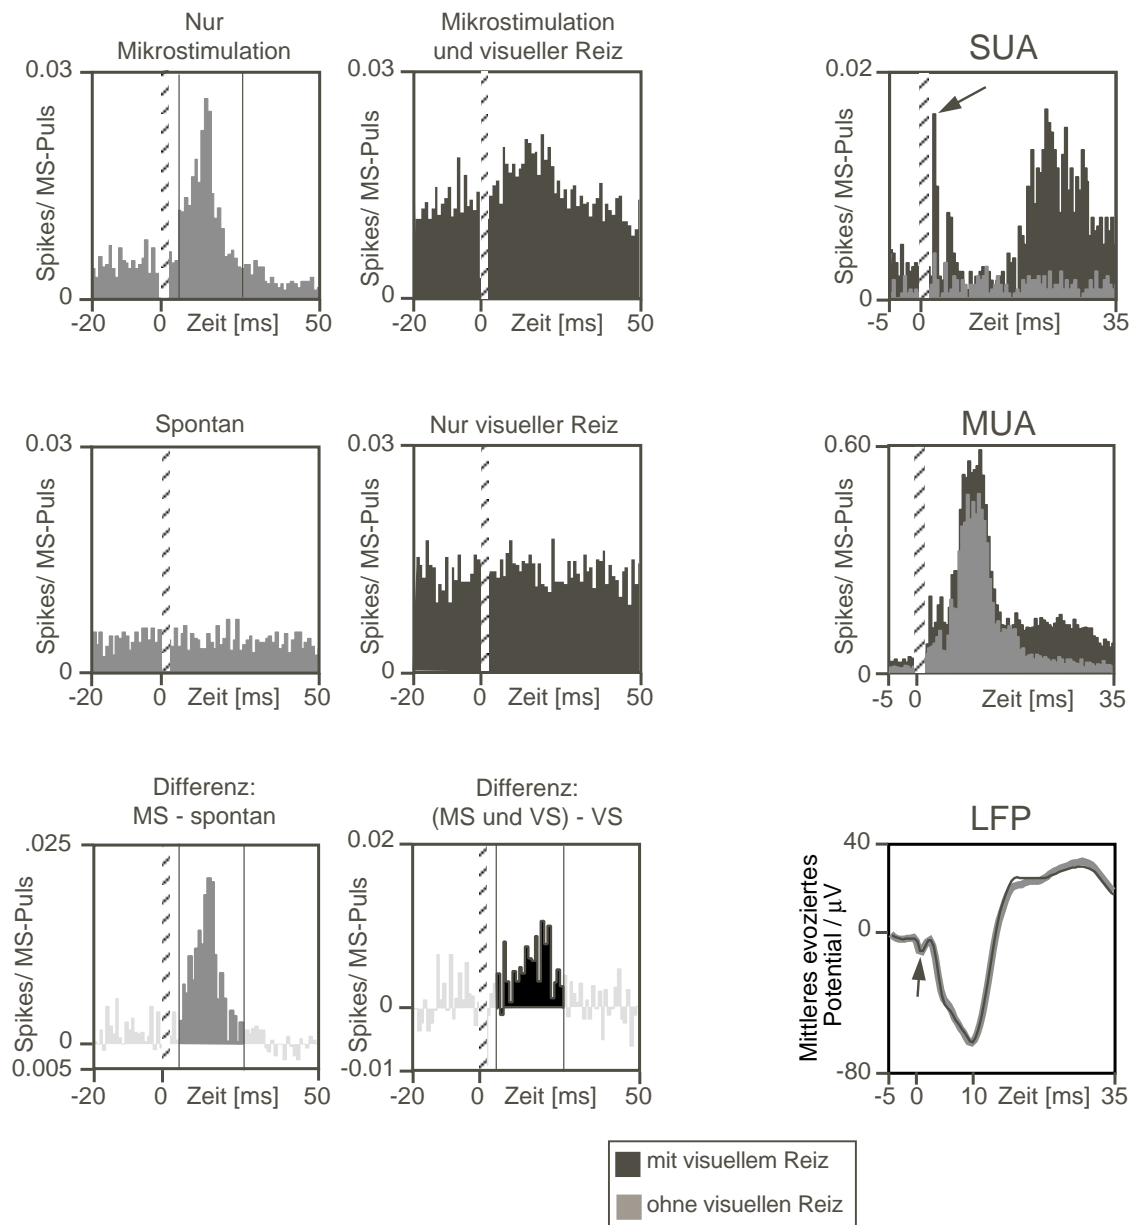 Nur
Mikrostimulation
0.03
Spikes/ MS-Puls
0
-20
0
Zeit [ms]
50
Mikrostimulation
und visueller Reiz
0.03
Spikes/ MS-Puls
0
-20
0
Zeit [ms]
50
SUA
0.02
Spikes/ MS-Puls
0
-5
0
Zeit [ms]
35
Spontan
0.03
Spikes/ MS-Puls
0
-20
0
Zeit [ms]
50
Nur visueller Reiz
0.03
Spikes/ MS-Puls
0
-20
0
Zeit [ms]
50
MUA
0.60
Spikes/ MS-Puls
0
-5
0
Zeit [ms]
35
Differenz:
MS - spontan
.025
Spikes/ MS-Puls
0
0.005
-20
0
Zeit [ms]
50
Differenz:
(MS und VS) - VS
0.02
Spikes/ MS-Puls
0
-0.01
-20
0
Zeit [ms]
50
LFP
40
Mittleres evoziertes
Potential / µV
0
-80
-5
0
10
Zeit [ms]
35
mit visuellem Reiz
ohne visuellen Reiz